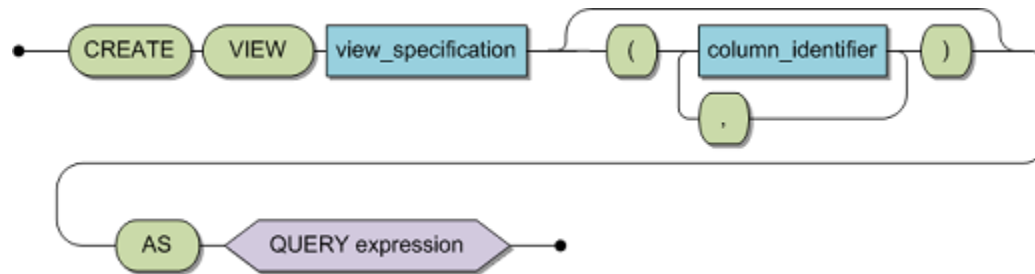 CREATE VIEW view_specification ( column_identifier )
,
AS QUERY expression